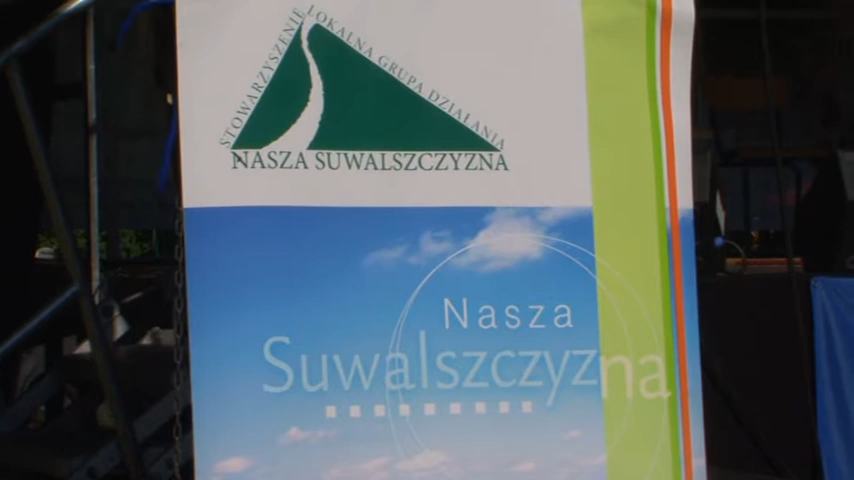 STOWARZYSZENIE LOKALNA GRUPA DZIAŁANIA
NASZA SUWALSZCZYZNA
Nasza
Suwalszczyzna